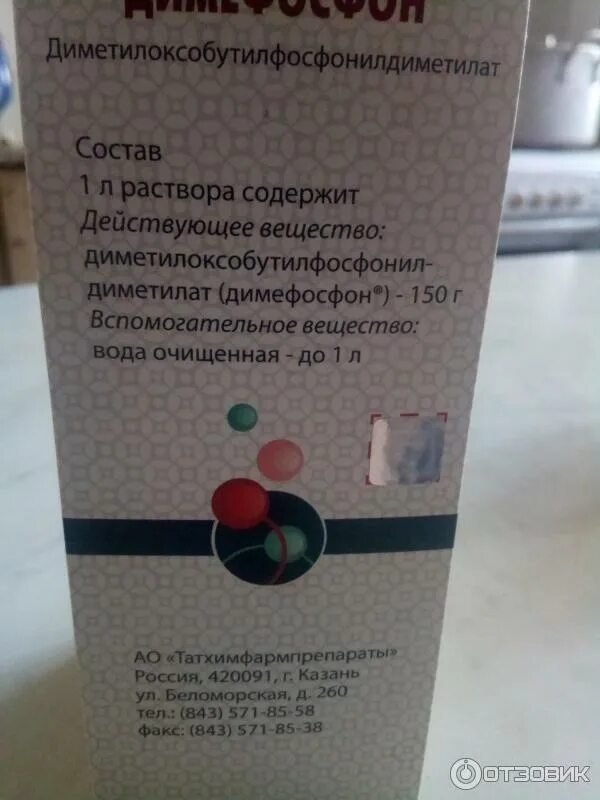 ДИМЕФОСФОН
Диметилоксобутилфосфонилдиметилат
Состав
1 л раствора содержит
Действующее вещество:
диметилоксобутилфосфонил-
диметилат (димефосфон®) - 150 г
Вспомогательное вещество:
вода очищенная - до 1 л
АО «Татхимфармпрепараты»
Россия, 420091, г. Казань
ул. Беломорская, д. 260
тел.: (843) 571-85-58
факс: (843) 571-85-38
ОТЗОВИК